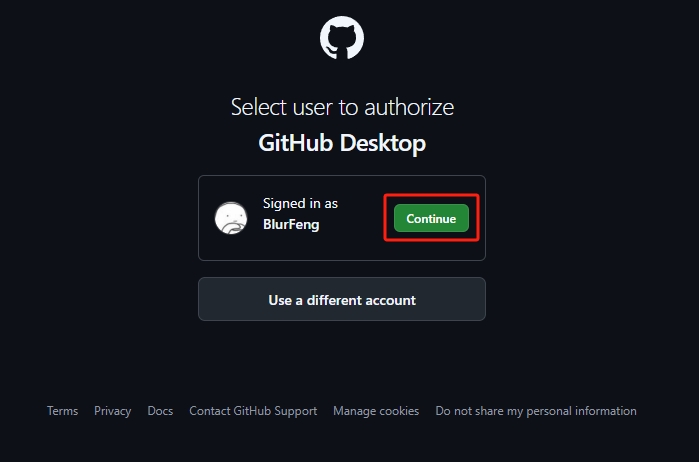 Select user to authorize
GitHub Desktop
Signed in as
BlurFeng
Continue
Use a different account
Terms Privacy Docs Contact GitHub Support Manage cookies Do not share my personal information